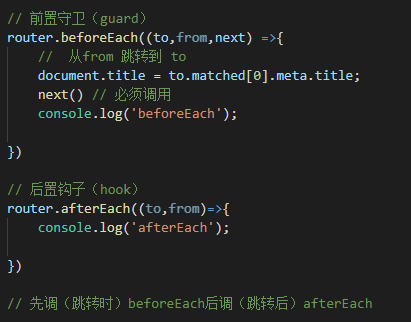 // 前置守卫（guard）
router.beforeEach((to,from,next) =>{
    //  从from 跳转到 to
    document.title = to.matched[0].meta.title;
    next() // 必须调用
    console.log('beforeEach');
})
// 后置钩子（hook）
router.afterEach((to,from)=>{
    console.log('afterEach');
})
// 先调（跳转时）beforeEach后调（跳转后）afterEach